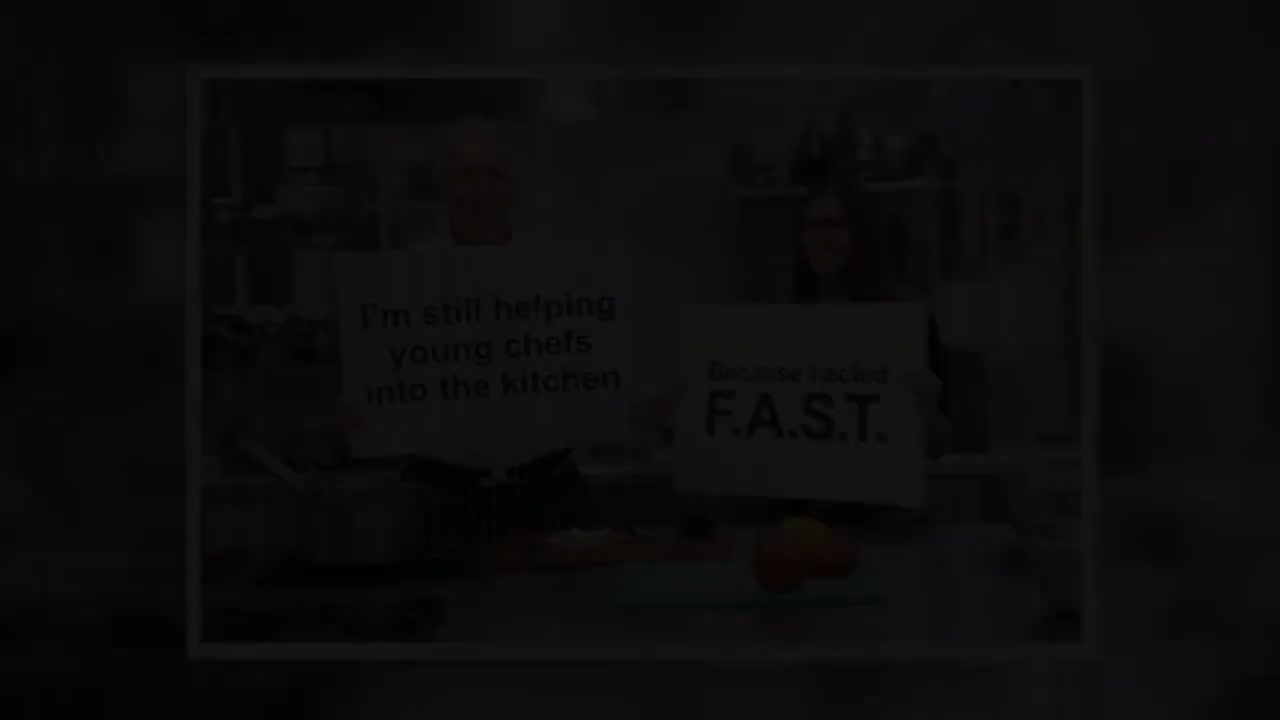 I'm still helping
young chefs
into the kitchen
Because I acted
F.A.S.T.